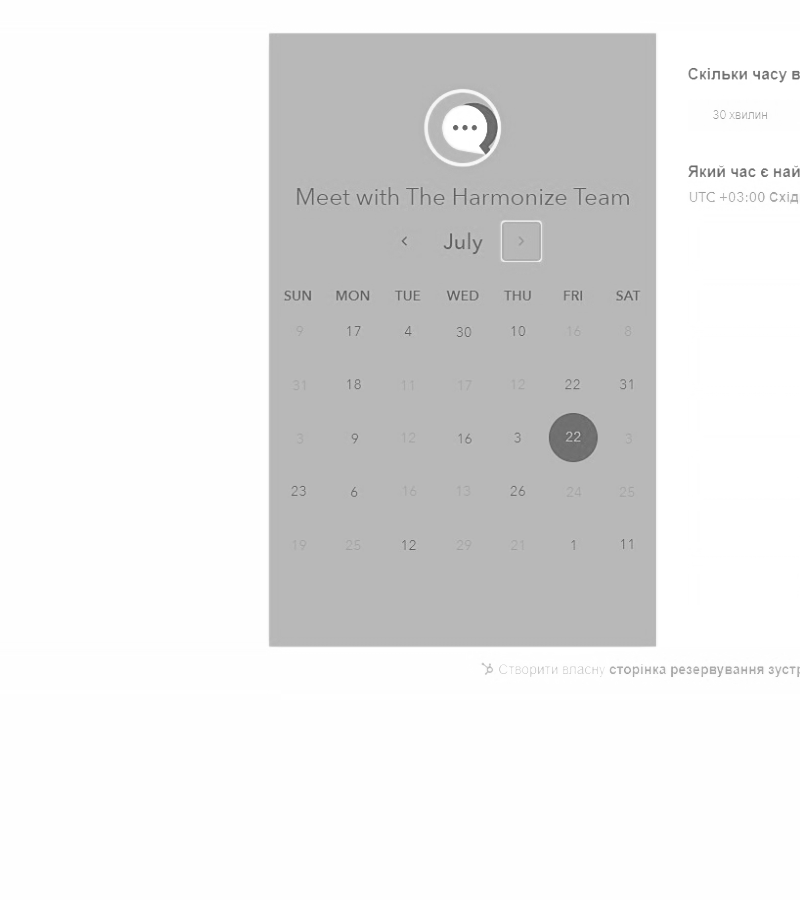 Meet with The Harmonize Team
July
SUN MON TUE WED THU FRI SAT
9 17 4 30 10 16 8
31 18 11 17 12 22 31
3 9 12 16 3 22 3
23 6 16 13 26 24 25
19 25 12 29 21 1 11
Скільки часу в
30 хвилин
Який час є най
UTC +03:00 Схід
Створити власну сторінка резервування зустр